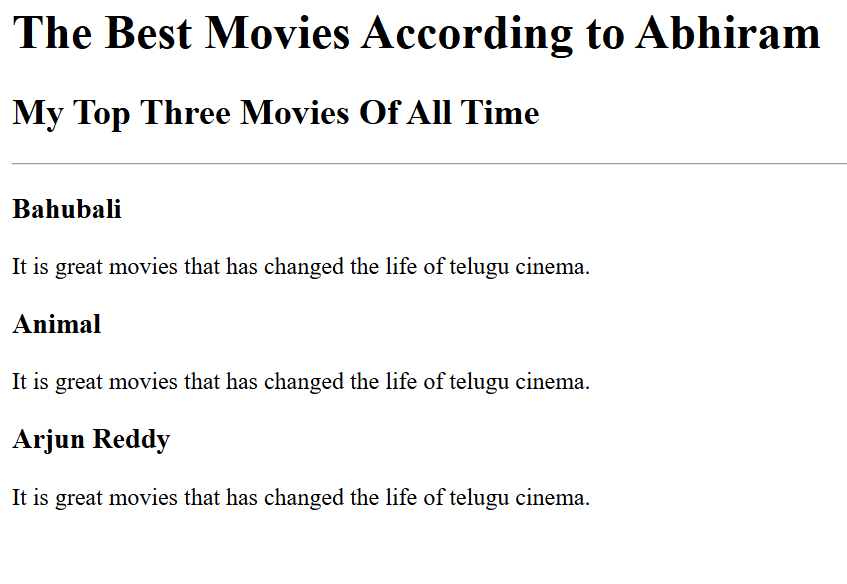 The Best Movies According to Abhiram
My Top Three Movies Of All Time
Bahubali
It is great movies that has changed the life of telugu cinema.
Animal
It is great movies that has changed the life of telugu cinema.
Arjun Reddy
It is great movies that has changed the life of telugu cinema.